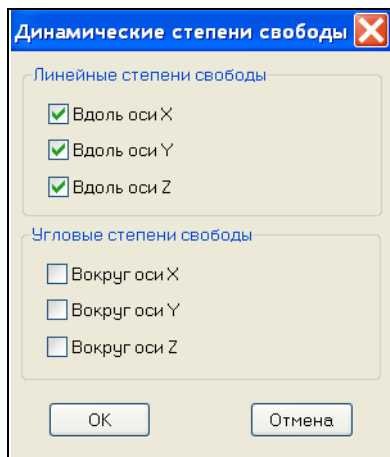 Динамические степени свободы
Линейные степени свободы
Вдоль оси X
Вдоль оси Y
Вдоль оси Z
Угловые степени свободы
Вокруг оси X
Вокруг оси Y
Вокруг оси Z
OK
Отмена